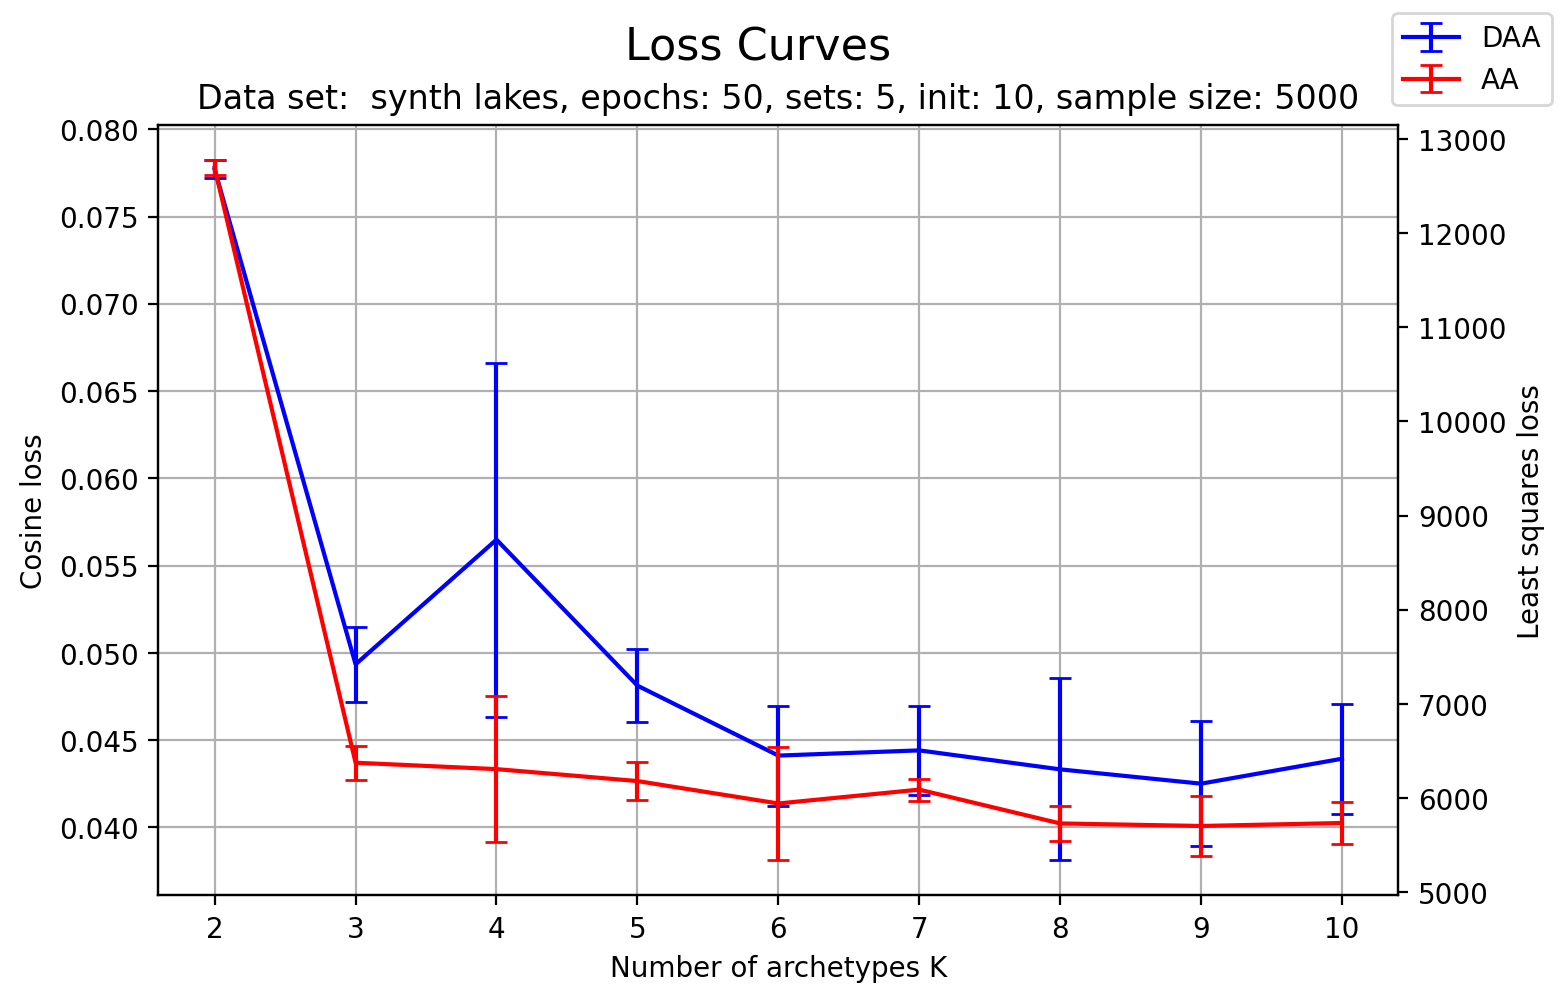 Loss Curves
Data set:  synth lakes, epochs: 50, sets: 5, init: 10, sample size: 5000
DAA
AA
Cosine loss
0.080
0.075
0.070
0.065
0.060
0.055
0.050
0.045
0.040
Least squares loss
13000
12000
11000
10000
9000
8000
7000
6000
5000
2 3 4 5 6 7 8 9 10
Number of archetypes K